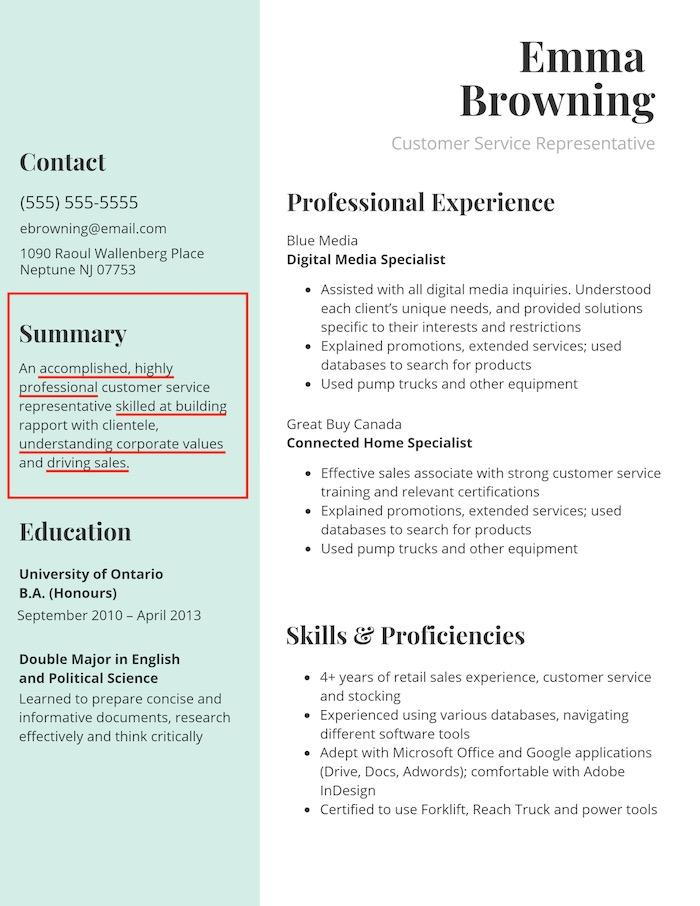 Emma
Browning
Customer Service Representative
Contact
(555) 555-5555
ebrowning@email.com
1090 Raoul Wallenberg Place
Neptune NJ 07753
Summary
An accomplished, highly
professional customer service
representative skilled at building
rapport with clientele,
understanding corporate values
and driving sales.
Education
University of Ontario
B.A. (Honours)
September 2010 – April 2013
Double Major in English
and Political Science
Learned to prepare concise and
informative documents, research
effectively and think critically
Professional Experience
Blue Media
Digital Media Specialist
• Assisted with all digital media inquiries. Understood
each client’s unique needs, and provided solutions
specific to their interests and restrictions
• Explained promotions, extended services; used
databases to search for products
• Used pump trucks and other equipment
Great Buy Canada
Connected Home Specialist
• Effective sales associate with strong customer service
training and relevant certifications
• Explained promotions, extended services; used
databases to search for products
• Used pump trucks and other equipment
Skills & Proficiencies
• 4+ years of retail sales experience, customer service
and stocking
• Experienced using various databases, navigating
different software tools
• Adept with Microsoft Office and Google applications
(Drive, Docs, Adwords); comfortable with Adobe
InDesign
• Certified to use Forklift, Reach Truck and power tools